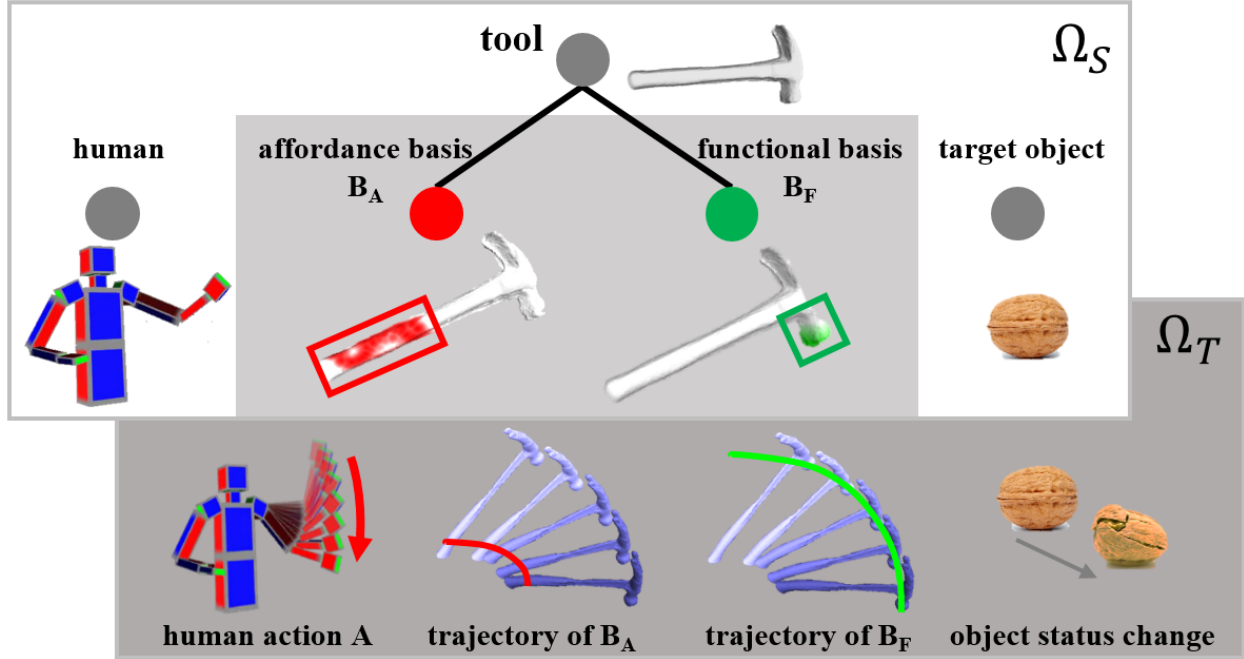 tool
Ω_S
human
affordance basis
B_A
functional basis
B_F
target object
Ω_T
human action A
trajectory of B_A
trajectory of B_F
object status change